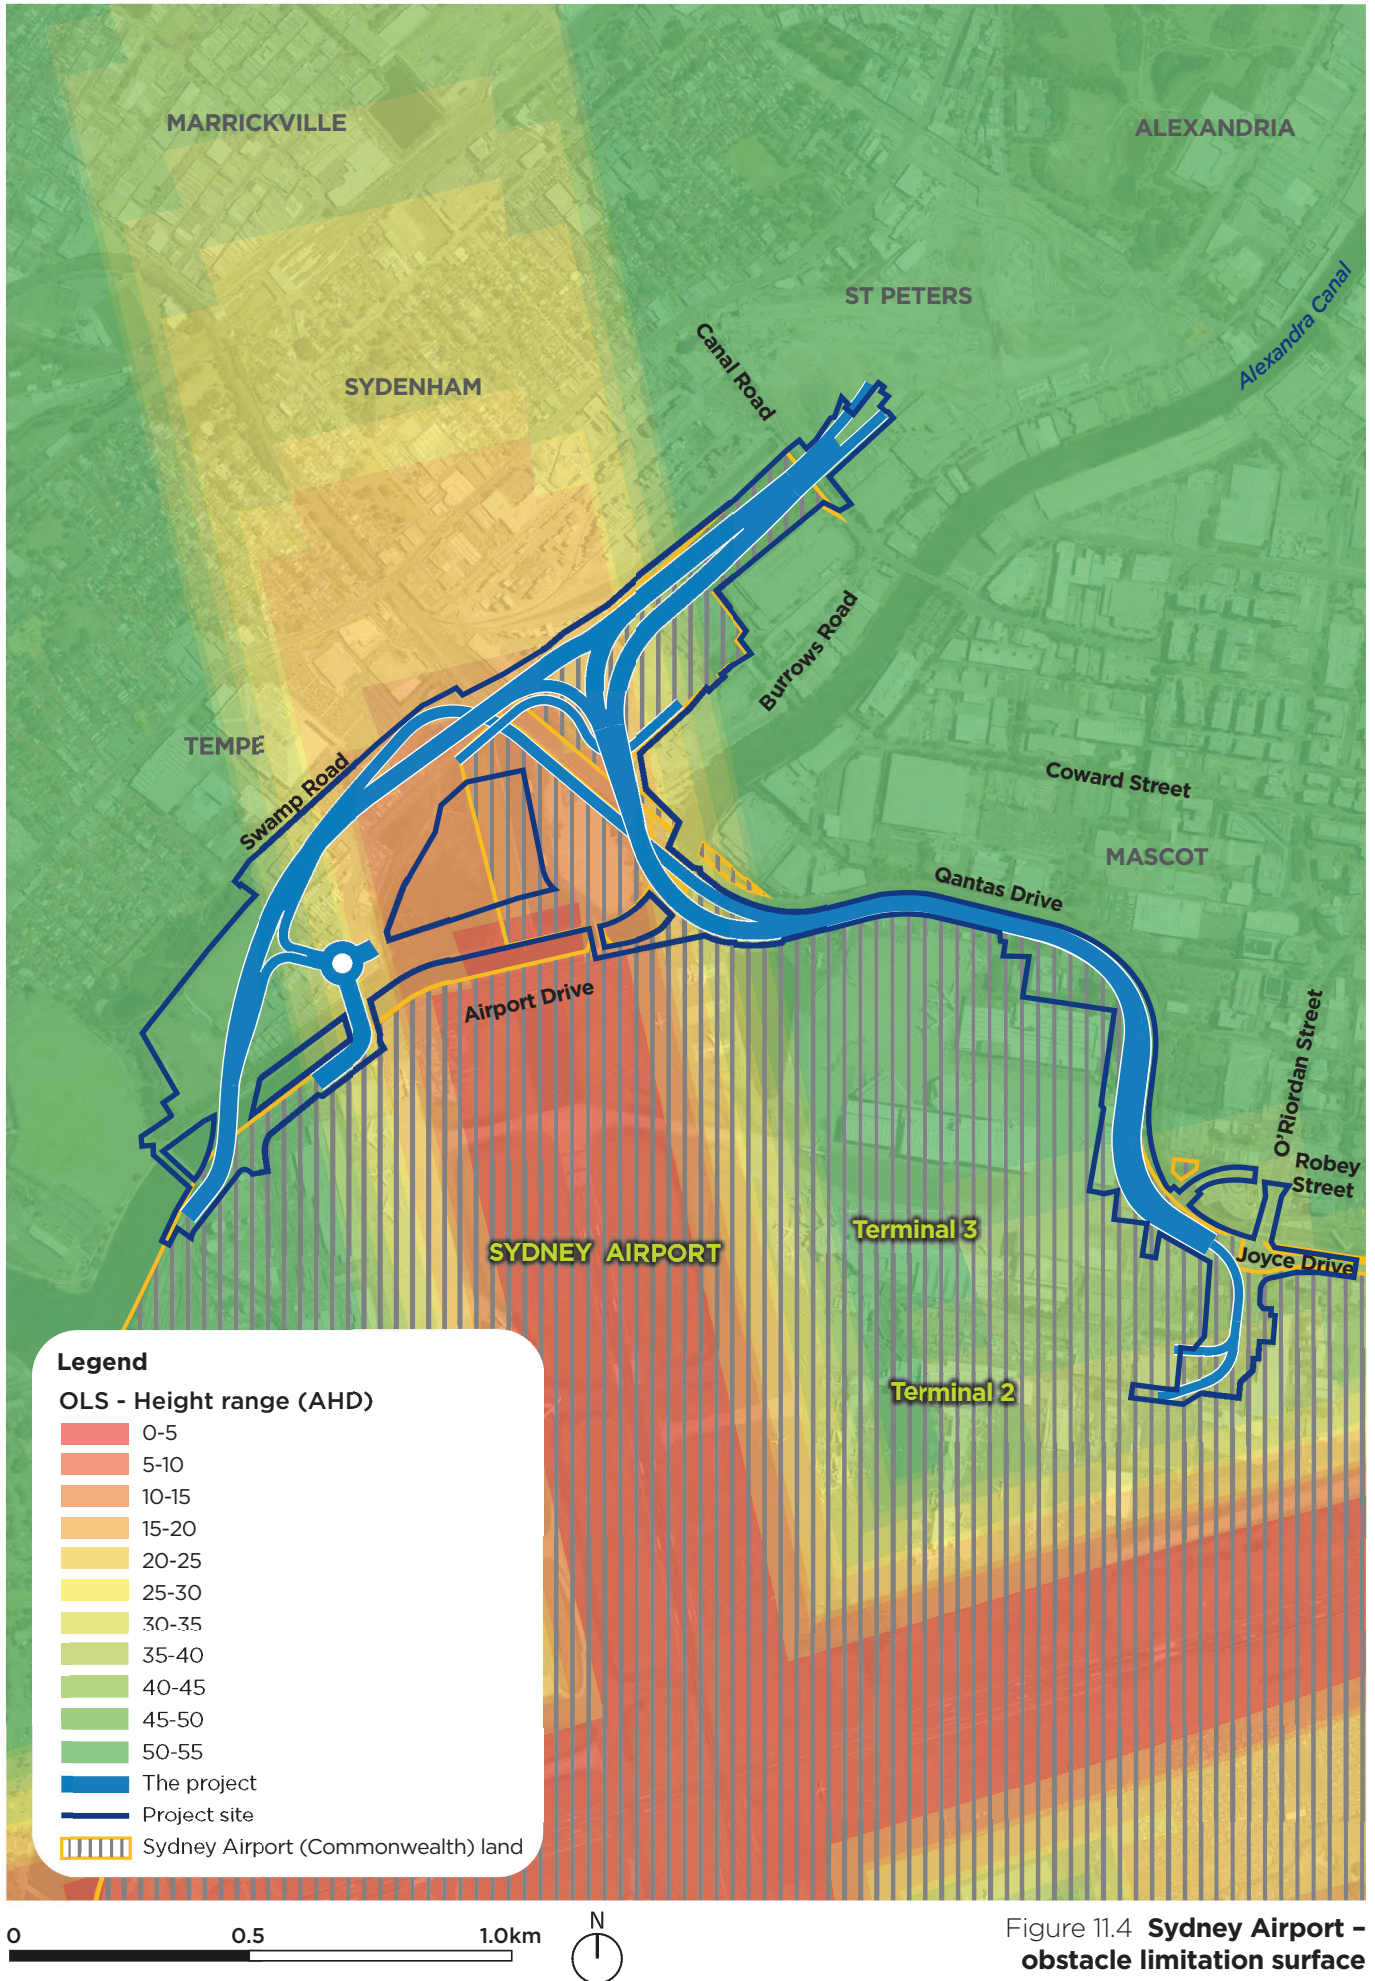 MARRICKVILLE
ALEXANDRIA
ST PETERS
Alexandra Canal
Canal Road
SYDENHAM
Burrows Road
TEMPE
Swamp Road
Coward Street
MASCOT
Qantas Drive
Airport Drive
O'Riordan Street
Robey
Street
Terminal 3
SYDNEY AIRPORT
Joyce Drive
Terminal 2
Legend
OLS - Height range (AHD)
0-5
5-10
10-15
15-20
20-25
25-30
30-35
35-40
40-45
45-50
50-55
The project
Project site
Sydney Airport (Commonwealth) land
0 0.5 1.0km
N
Figure 11.4 Sydney Airport –
obstacle limitation surface